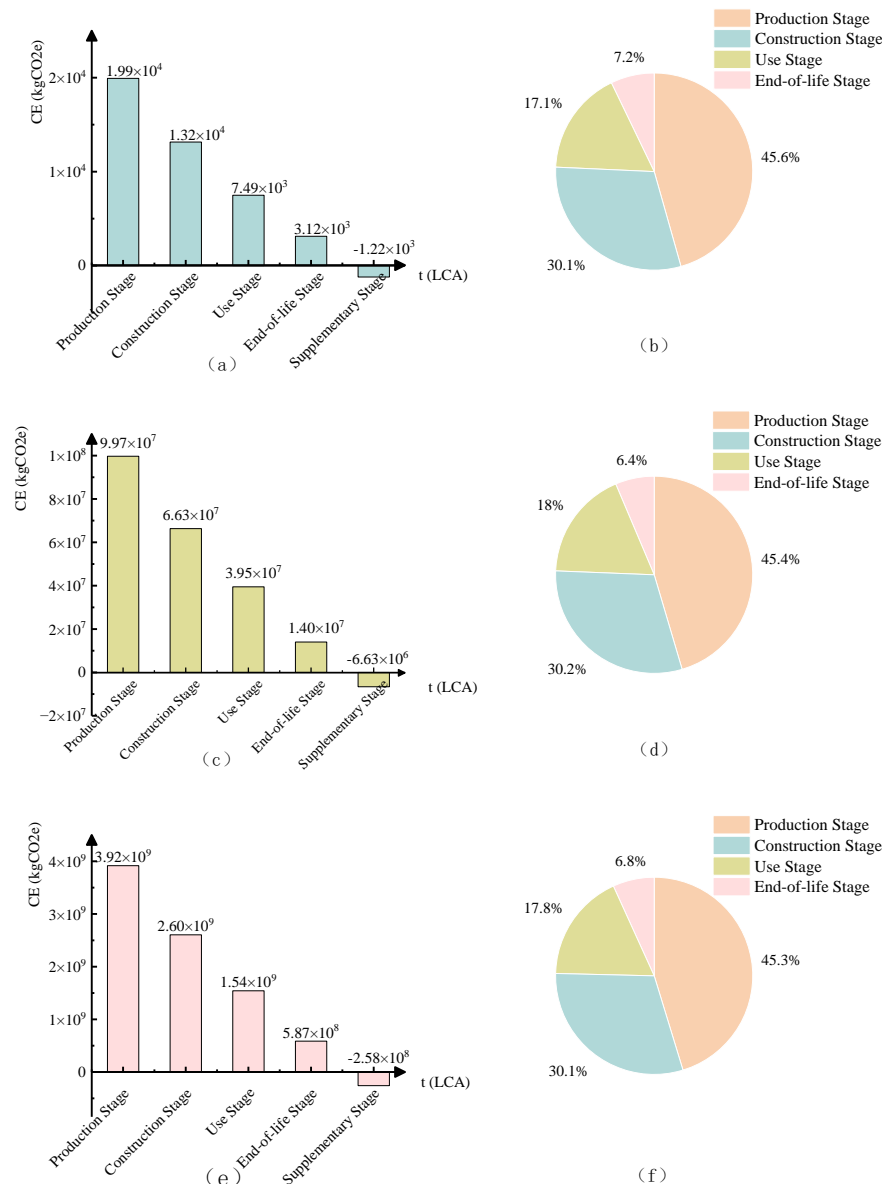 CE (kgCO2e)
2×10⁴
1×10⁴
0
1.99×10⁴
1.32×10⁴
7.49×10³
3.12×10³
-1.22×10³
t (LCA)
Production Stage
Construction Stage
Use Stage
End-of-life Stage
Supplementary Stage
（a）
Production Stage
Construction Stage
Use Stage
End-of-life Stage
7.2%
17.1%
45.6%
30.1%
（b）
CE (kgCO2e)
1×10⁸
8×10⁷
6×10⁷
4×10⁷
2×10⁷
0
−2×10⁷
9.97×10⁷
6.63×10⁷
3.95×10⁷
1.40×10⁷
-6.63×10⁶
t (LCA)
Production Stage
Construction Stage
Use Stage
End-of-life Stage
Supplementary Stage
（c）
Production Stage
Construction Stage
Use Stage
End-of-life Stage
6.4%
18%
45.4%
30.2%
（d）
CE (kgCO2e)
4×10⁹
3×10⁹
2×10⁹
1×10⁹
0
3.92×10⁹
2.60×10⁹
1.54×10⁹
5.87×10⁸
-2.58×10⁸
t (LCA)
Production Stage
Construction Stage
Use Stage
End-of-life Stage
Supplementary Stage
（e）
Production Stage
Construction Stage
Use Stage
End-of-life Stage
6.8%
17.8%
45.3%
30.1%
（f）